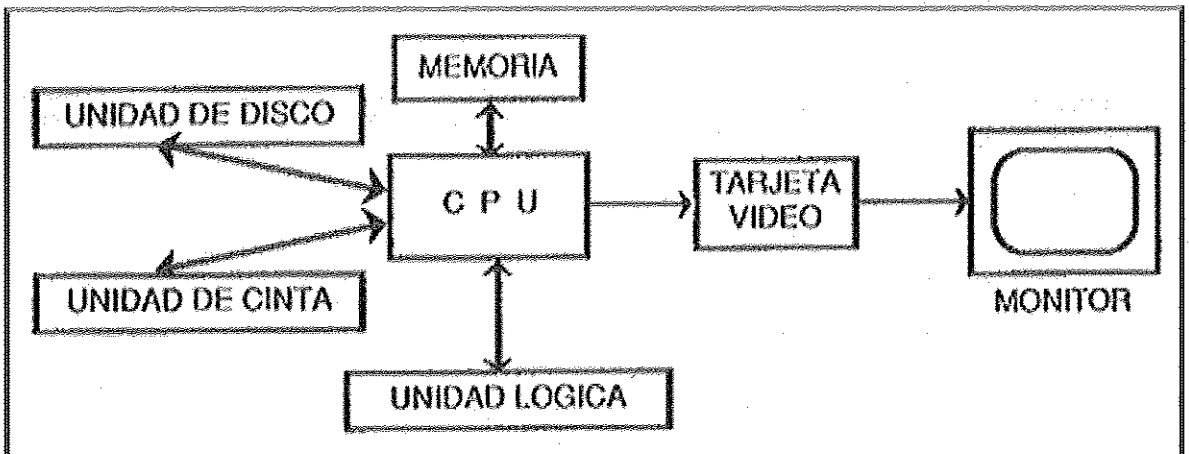 MEMORIA
UNIDAD DE DISCO
C P U
TARJETA
VIDEO
UNIDAD DE CINTA
MONITOR
UNIDAD LOGICA